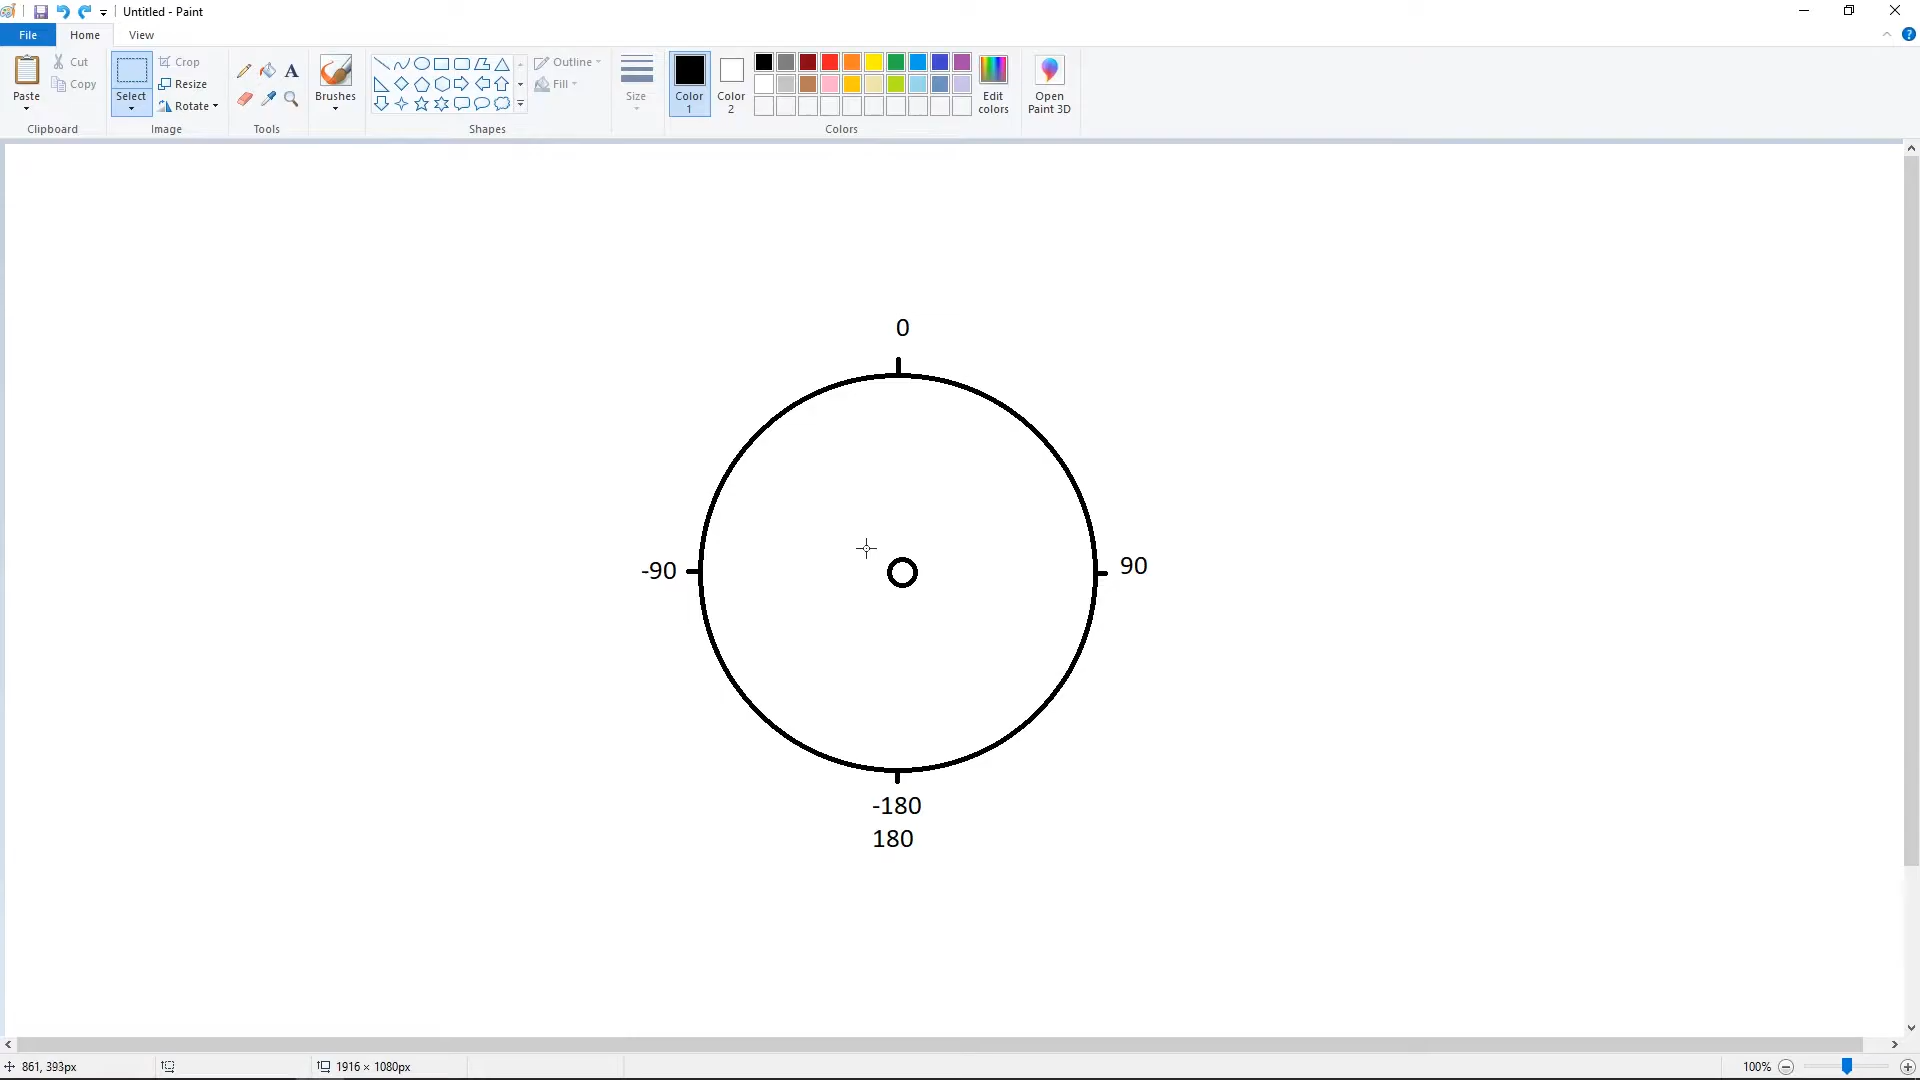 Untitled - Paint
File Home View
Paste
Cut
Copy
Clipboard
Select
Crop
Resize
Rotate
Image
A
Tools
Brushes
Shapes
Outline
Fill
Size
Color 1
Color 2
Edit colors
Colors
Open Paint 3D
0
-90
90
-180
180
861, 393px
1916 × 1080px
100%